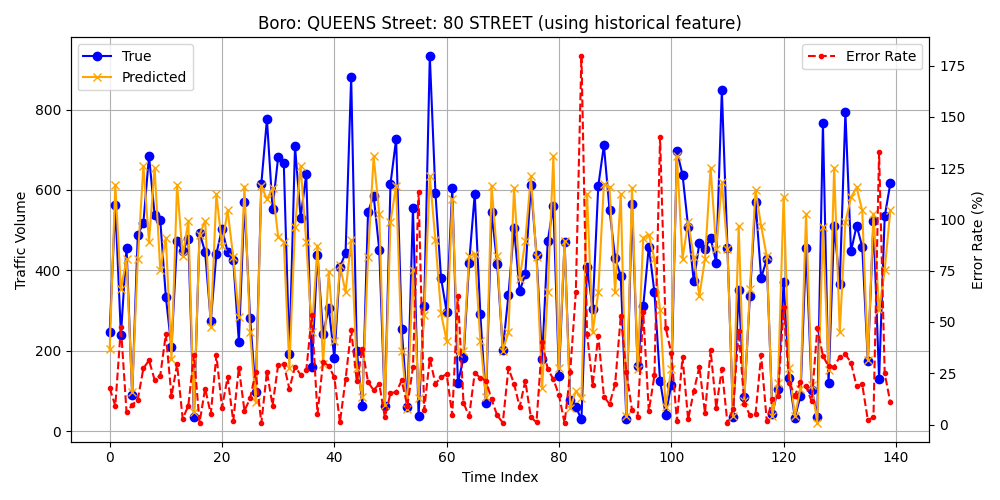 Boro: QUEENS Street: 80 STREET (using historical feature)
True
Predicted
Error Rate
Traffic Volume
800
600
400
200
0
175
150
125
100
75
50
25
0
Error Rate (%)
0 20 40 60 80 100 120 140
Time Index